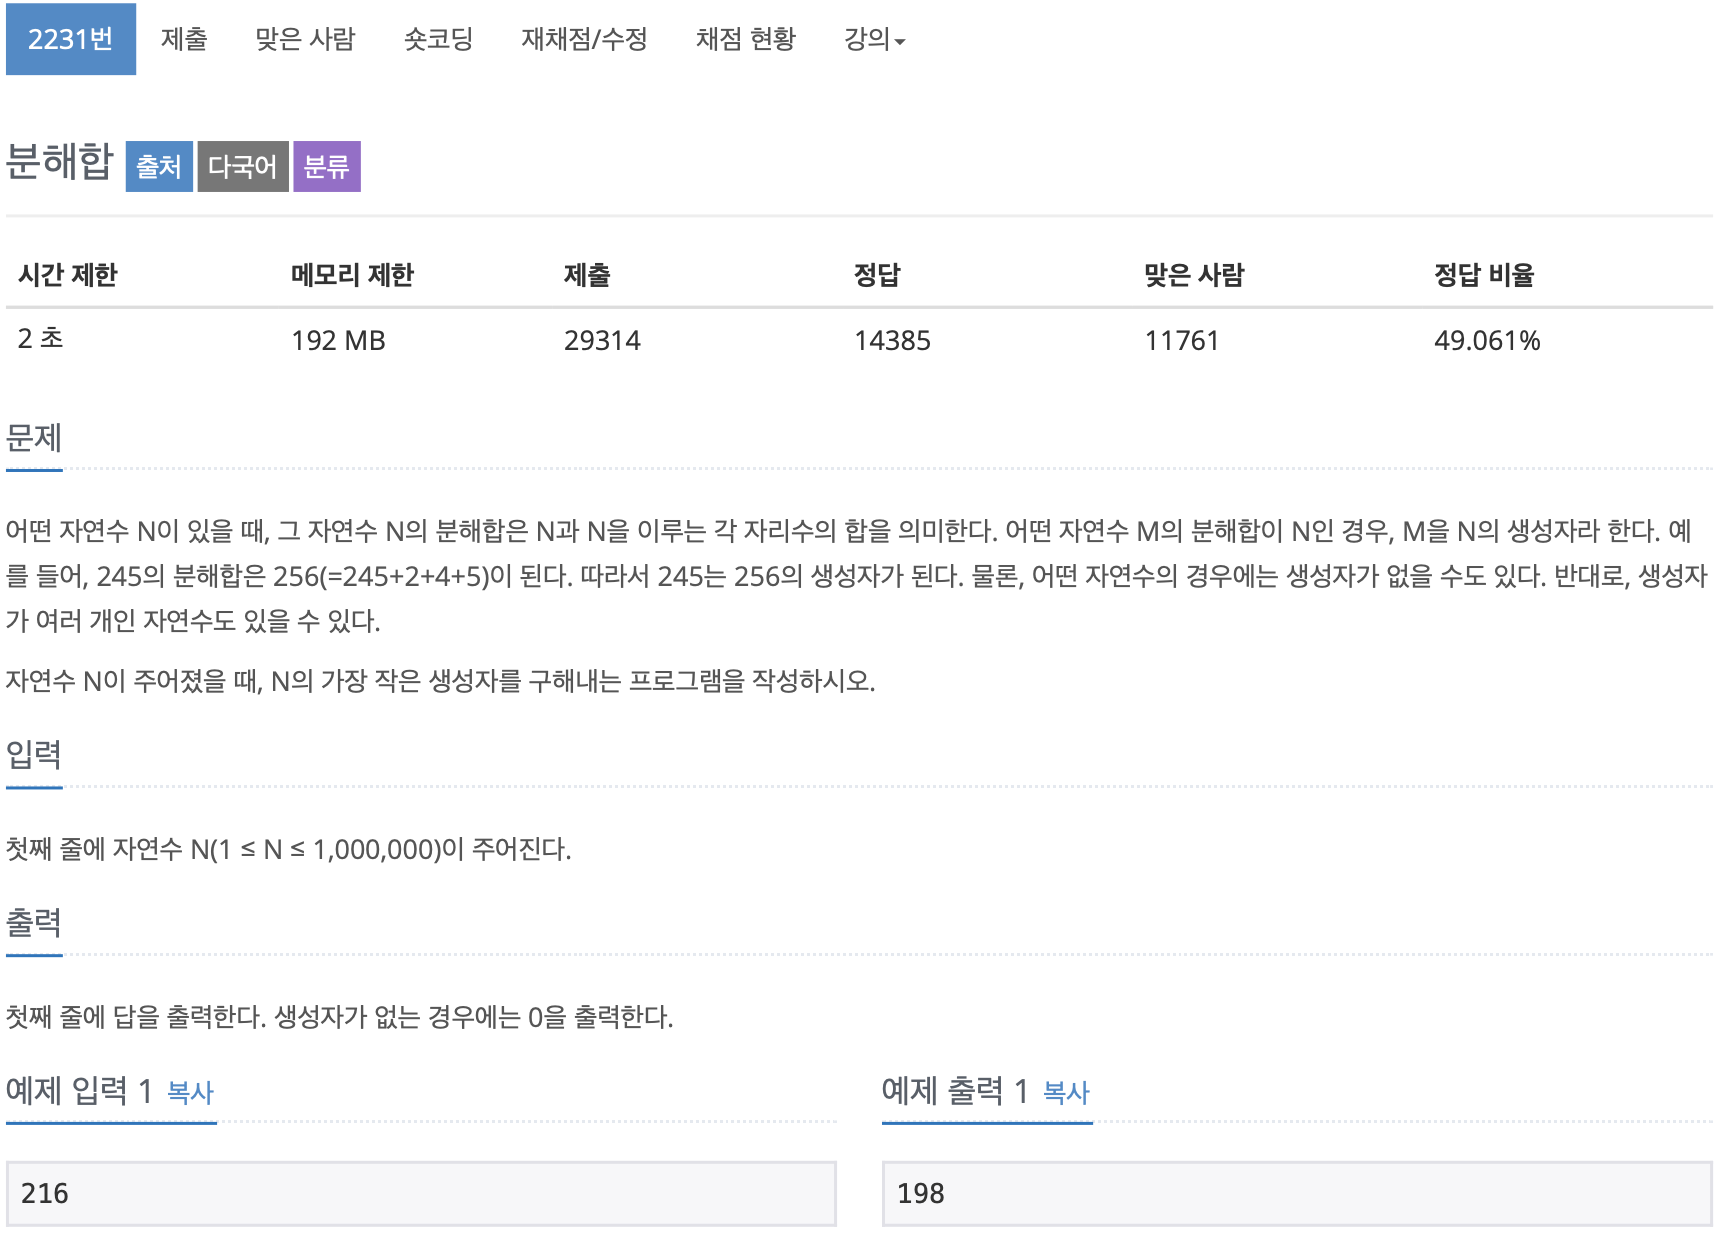 2231번 제출 맞은 사람 숏코딩 재채점/수정 채점 현황 강의
분해합 출처 다국어 분류
시간 제한 메모리 제한 제출 정답 맞은 사람 정답 비율
2 초 192 MB 29314 14385 11761 49.061%
문제
어떤 자연수 N이 있을 때, 그 자연수 N의 분해합은 N과 N을 이루는 각 자리수의 합을 의미한다. 어떤 자연수 M의 분해합이 N인 경우, M을 N의 생성자라 한다. 예
를 들어, 245의 분해합은 256(=245+2+4+5)이 된다. 따라서 245는 256의 생성자가 된다. 물론, 어떤 자연수의 경우에는 생성자가 없을 수도 있다. 반대로, 생성자
가 여러 개인 자연수도 있을 수 있다.
자연수 N이 주어졌을 때, N의 가장 작은 생성자를 구해내는 프로그램을 작성하시오.
입력
첫째 줄에 자연수 N(1 ≤ N ≤ 1,000,000)이 주어진다.
출력
첫째 줄에 답을 출력한다. 생성자가 없는 경우에는 0을 출력한다.
예제 입력 1 복사
216
예제 출력 1 복사
198